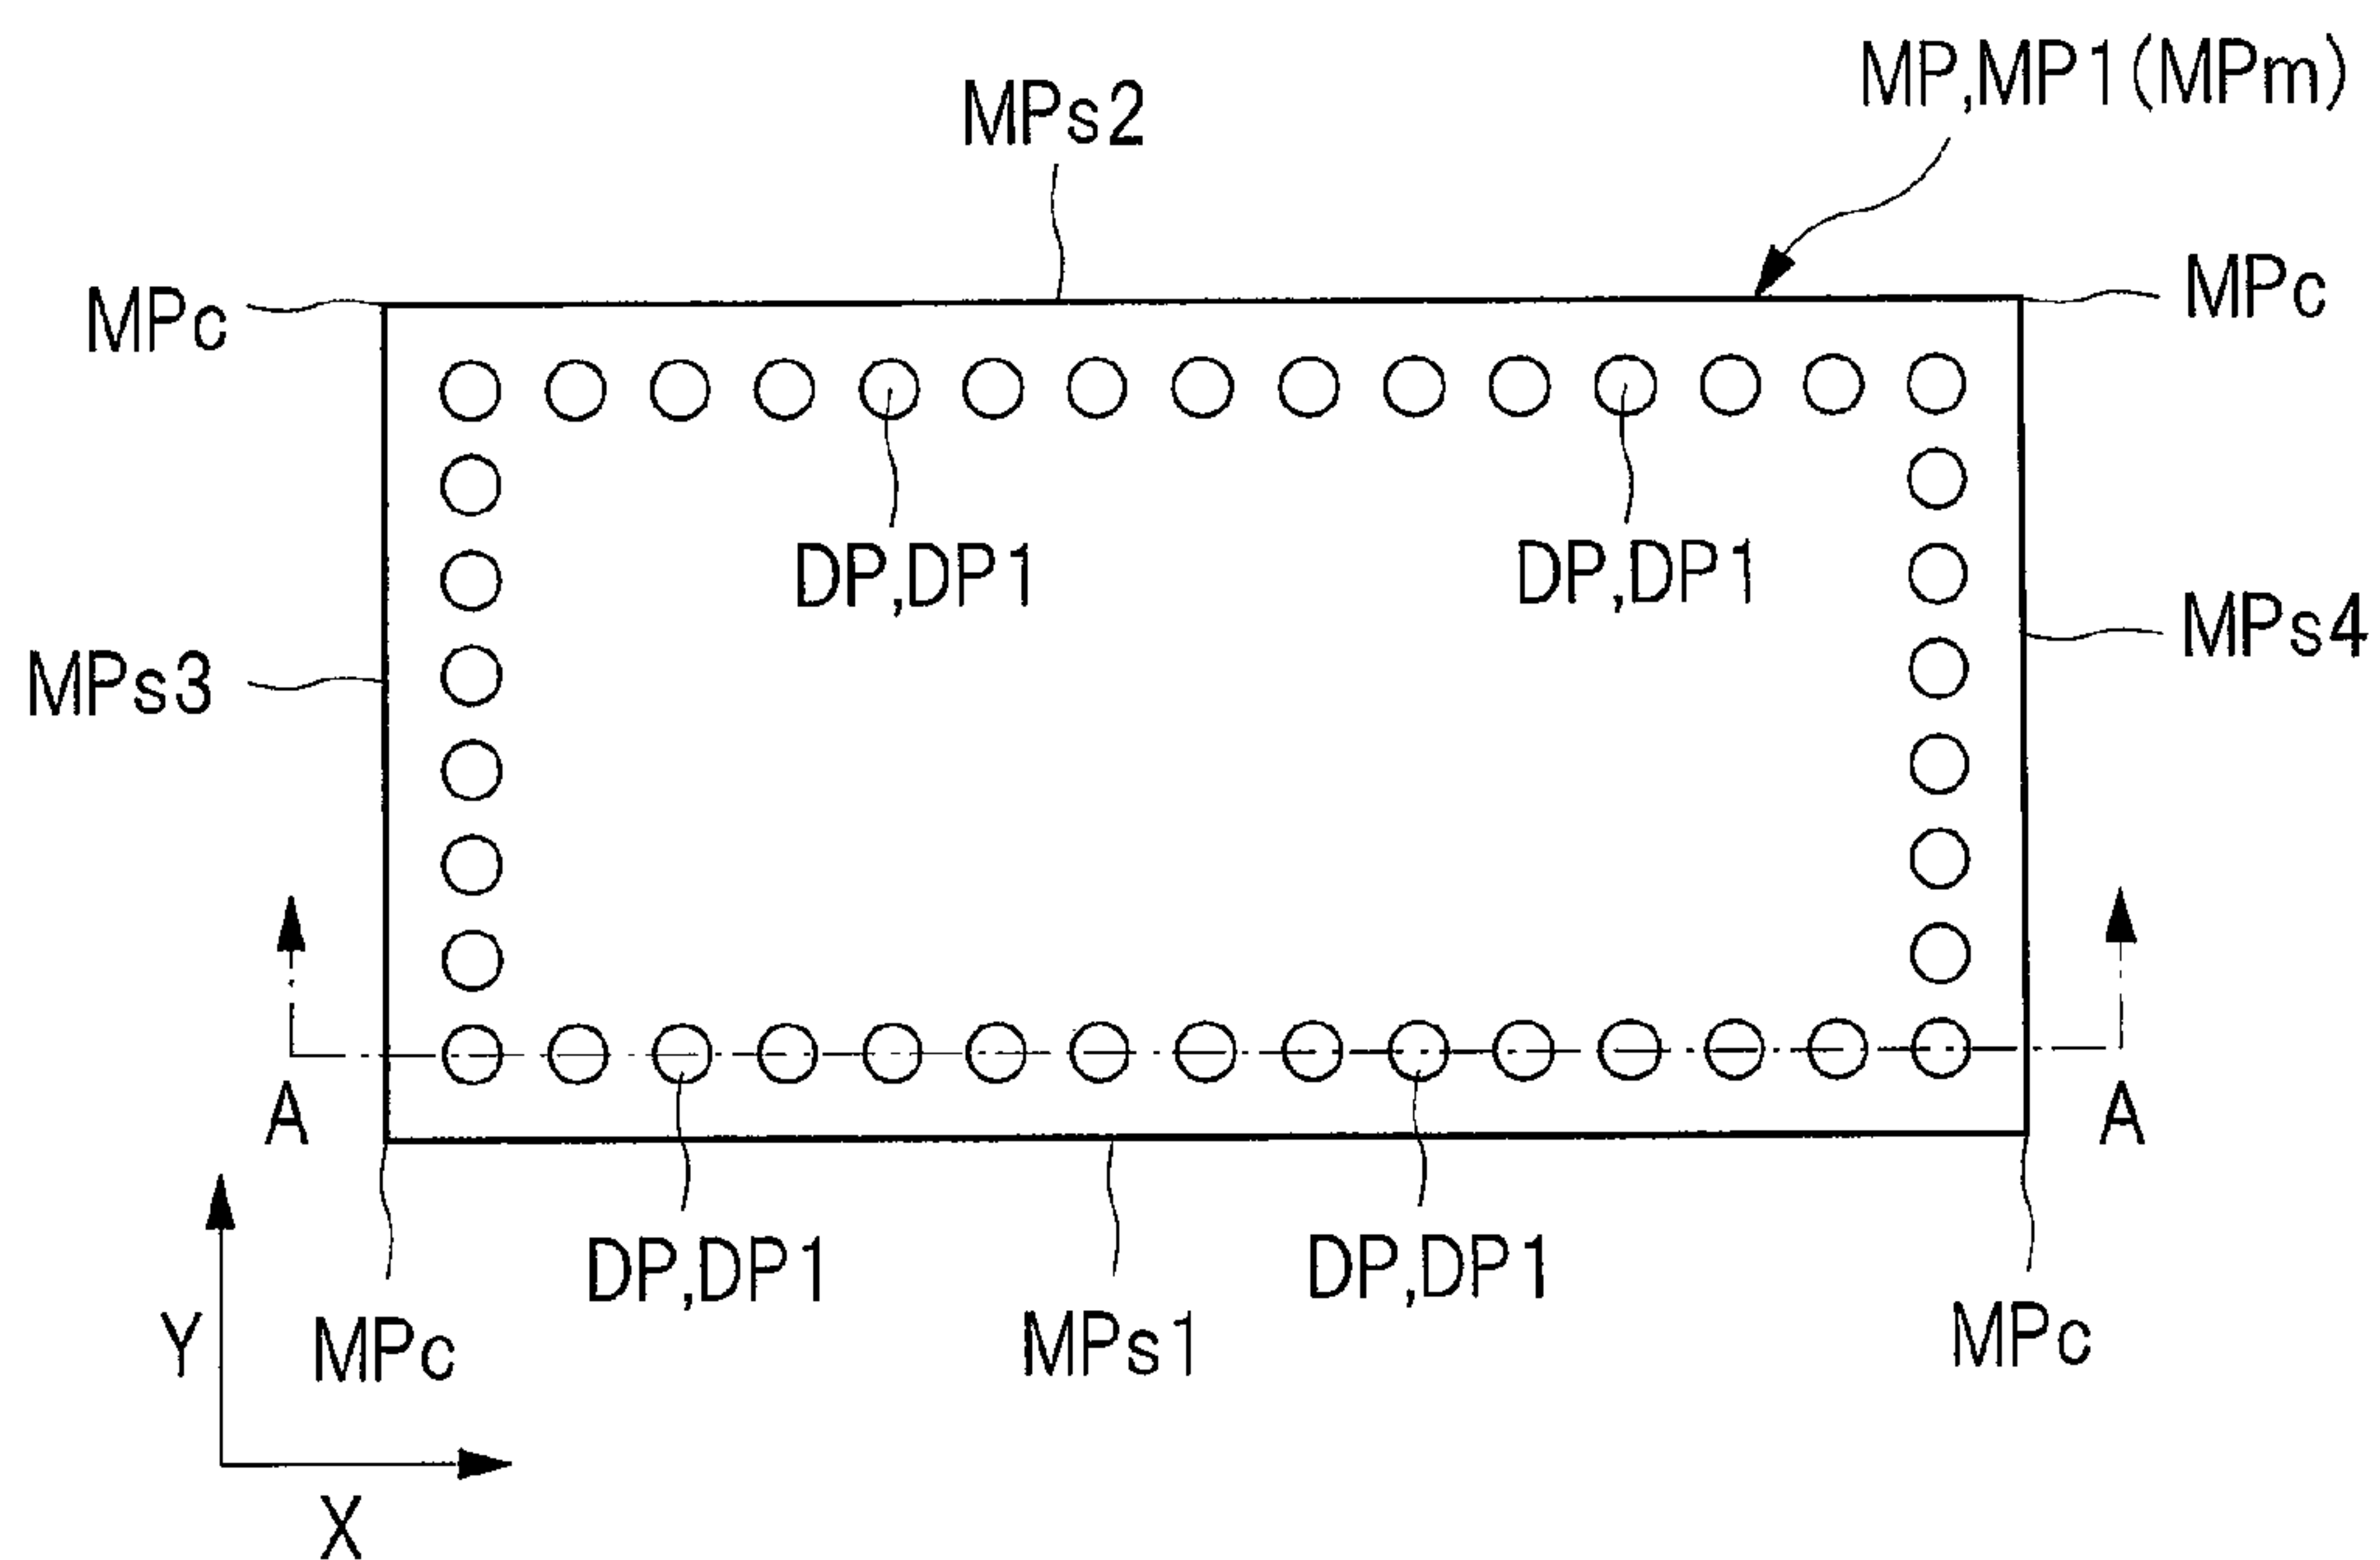 MP,MP1(MPm)
MPs2
MPc
MPc
DP,DP1
DP,DP1
MPs4
MPs3
A
A
DP,DP1
DP,DP1
Y
MPc
MPs1
MPc
X